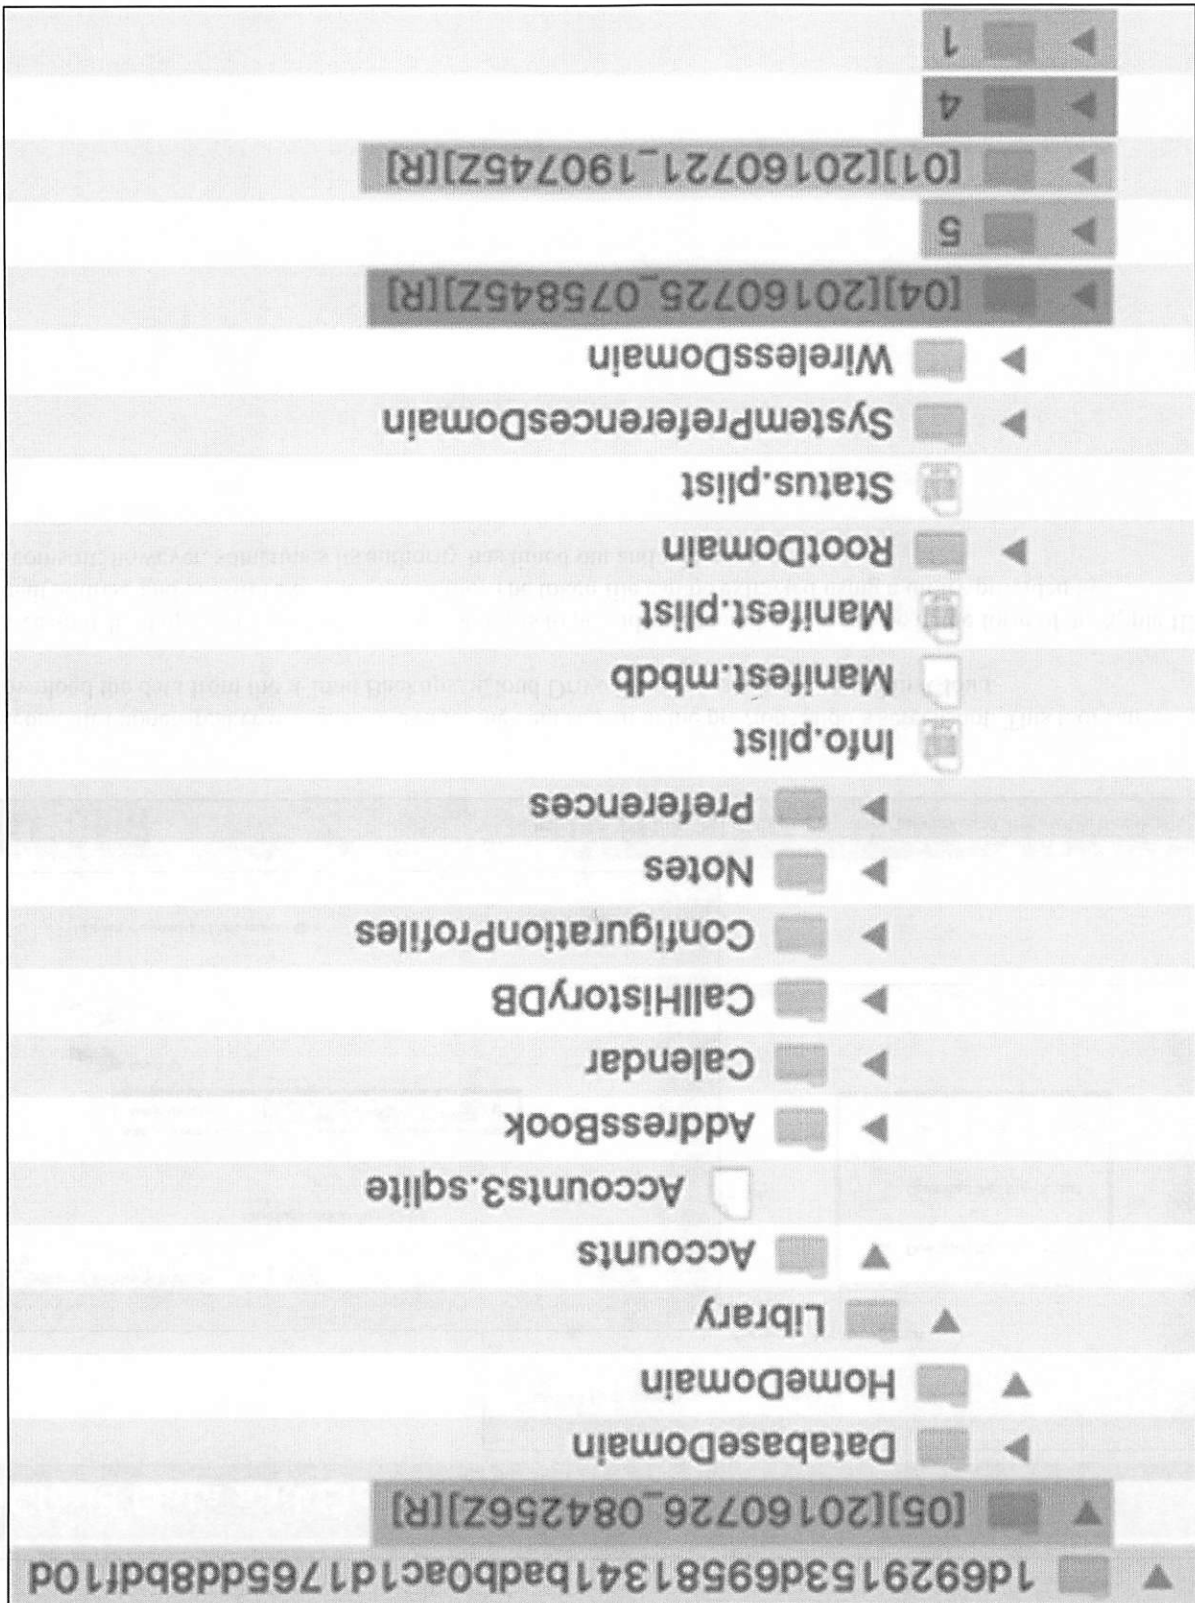 1d6929153d69581341badb0ac1d1765dd8bdf10d
[05][20160726_084256Z][R]
DatabaseDomain
HomeDomain
Library
Accounts
Accounts3.sqlite
AddressBook
Calendar
CallHistoryDB
ConfigurationProfiles
Notes
Preferences
Info.plist
Manifest.mbdb
Manifest.plist
RootDomain
Status.plist
SystemPreferencesDomain
WirelessDomain
[04][20160725_075845Z][R]
5
[01][20160721_190745Z][R]
4
1